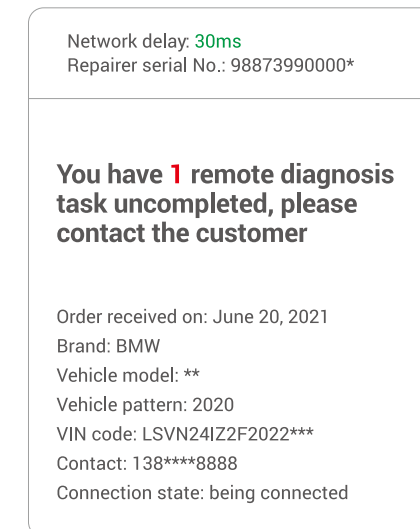 Network delay: 30ms
Repairer serial No.: 98873990000*
You have 1 remote diagnosis
task uncompleted, please
contact the customer
Order received on: June 20, 2021
Brand: BMW
Vehicle model: **
Vehicle pattern: 2020
VIN code: LSVN24IZ2F2022***
Contact: 138****8888
Connection state: being connected